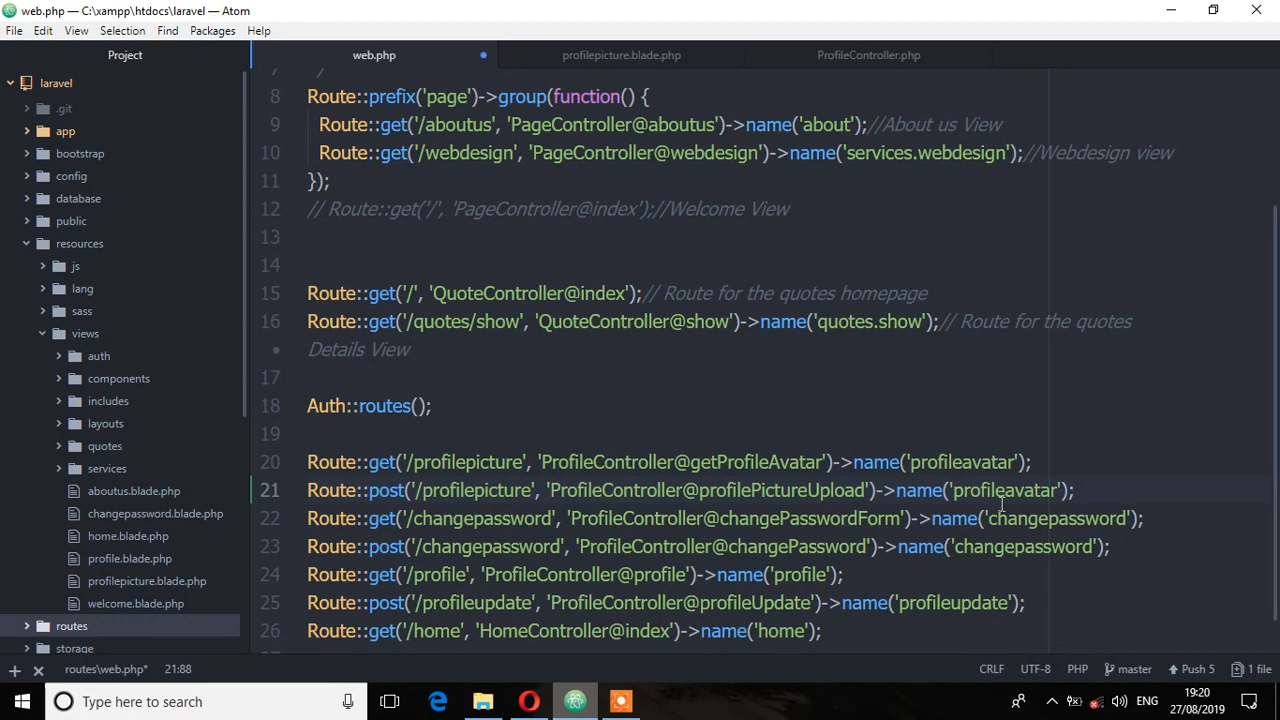 web.php — C:\xampp\htdocs\laravel — Atom
File Edit View Selection Find Packages Help
Project
web.php
profilepicture.blade.php
ProfileController.php
laravel
.git
app
bootstrap
config
database
public
resources
js
lang
sass
views
auth
components
includes
layouts
quotes
services
aboutus.blade.php
changepassword.blade.php
home.blade.php
profile.blade.php
profilepicture.blade.php
welcome.blade.php
routes
storage
8 Route::prefix('page')->group(function() {
9 Route::get('/aboutus', 'PageController@aboutus')->name('about');//About us View
10 Route::get('/webdesign', 'PageController@webdesign')->name('services.webdesign');//Webdesign view
11 });
12 // Route::get('/', 'PageController@index');//Welcome View
13
14
15 Route::get('/', 'QuoteController@index');// Route for the quotes homepage
16 Route::get('/quotes/show', 'QuoteController@show')->name('quotes.show');// Route for the quotes
• Details View
17
18 Auth::routes();
19
20 Route::get('/profilepicture', 'ProfileController@getProfileAvatar')->name('profileavatar');
21 Route::post('/profilepicture', 'ProfileController@profilePictureUpload')->name('profileavatar');
22 Route::get('/changepassword', 'ProfileController@changePasswordForm')->name('changepassword');
23 Route::post('/changepassword', 'ProfileController@changePassword')->name('changepassword');
24 Route::get('/profile', 'ProfileController@profile')->name('profile');
25 Route::post('/profileupdate', 'ProfileController@profileUpdate')->name('profileupdate');
26 Route::get('/home', 'HomeController@index')->name('home');
routes\web.php* 21:88 CRLF UTF-8 PHP master Push 5 1 file
Type here to search
ENG
19:20
27/08/2019